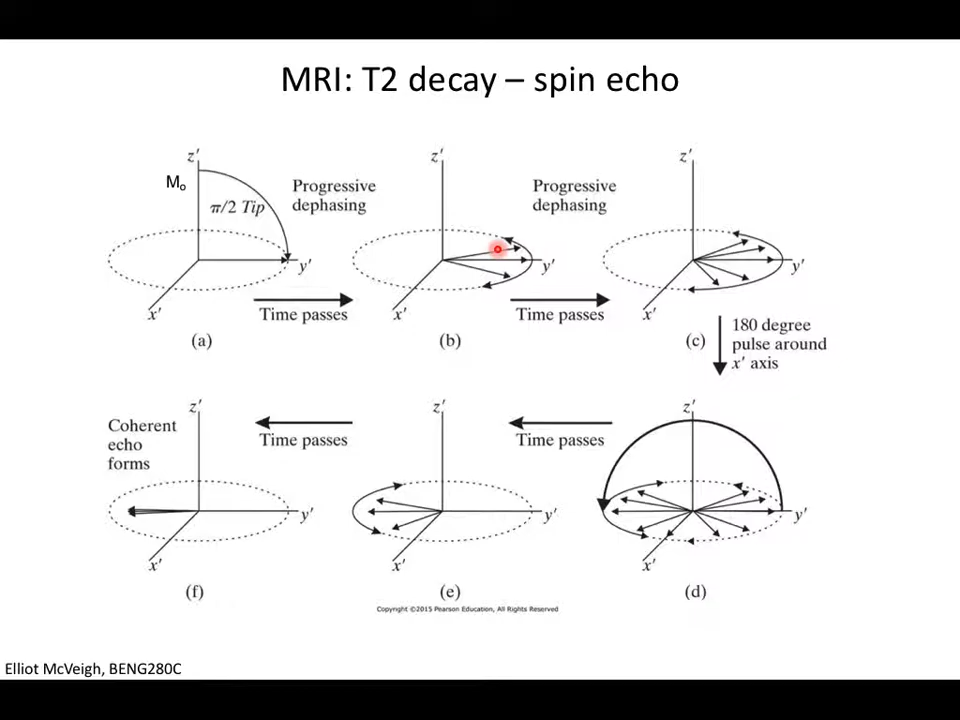 MRI: T2 decay – spin echo
z′
Mₒ
π/2 Tip
y′
x′
(a)
Progressive
dephasing
Time passes
z′
y′
x′
(b)
Progressive
dephasing
Time passes
z′
y′
x′
(c)
180 degree
pulse around
x′ axis
Coherent
echo
forms
z′
y′
x′
(f)
Time passes
z′
y′
x′
(e)
Time passes
z′
y′
x′
(d)
Copyright ©2015 Pearson Education, All Rights Reserved
Elliot McVeigh, BENG280C